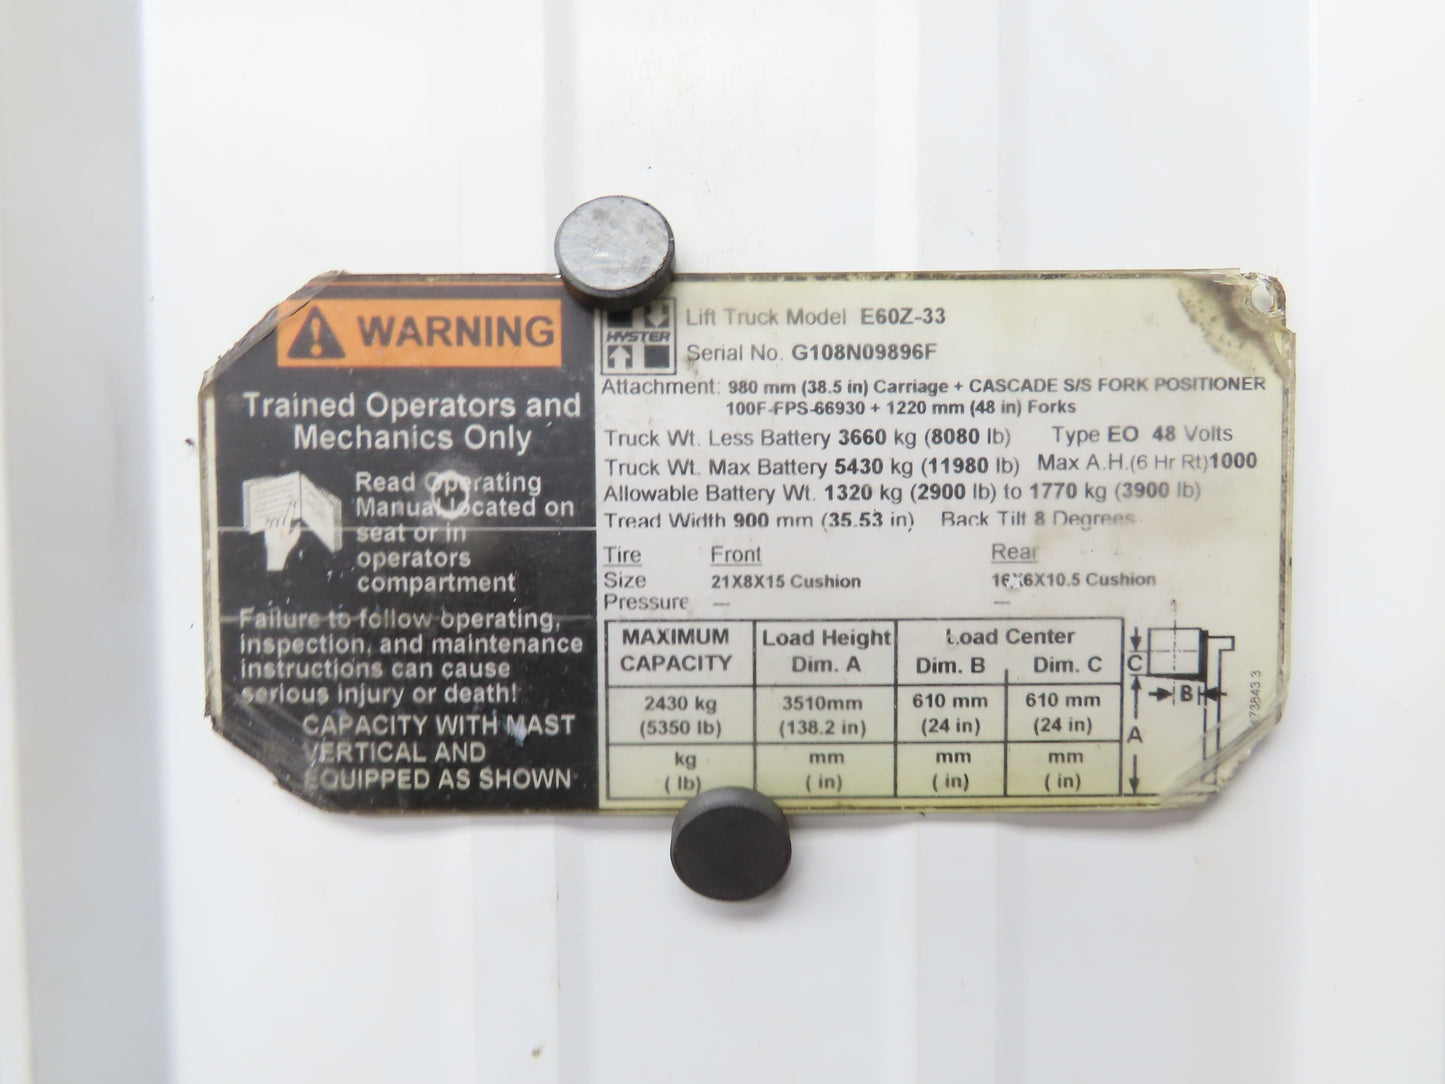 WARNING
Trained Operators and
Mechanics Only
Read Operating
Manual located on
seat or in
operators
compartment
Failure to follow operating,
inspection, and maintenance
instructions can cause
serious injury or death!
CAPACITY WITH MAST
VERTICAL AND
EQUIPPED AS SHOWN
HYSTER
Lift Truck Model E60Z-33
Serial No. G108N09896F
Attachment: 980 mm (38.5 in) Carriage + CASCADE S/S FORK POSITIONER
100F-FPS-66930 + 1220 mm (48 in) Forks
Truck Wt. Less Battery 3660 kg (8080 lb) Type EO 48 Volts
Truck Wt. Max Battery 5430 kg (11980 lb) Max A.H.(6 Hr Rt)1000
Allowable Battery Wt. 1320 kg (2900 lb) to 1770 kg (3900 lb)
Tread Width 900 mm (35.53 in) Back Tilt 8 Degrees
Tire Front Rear
Size 21X8X15 Cushion 16X6X10.5 Cushion
Pressure — —
MAXIMUM Load Height Load Center
CAPACITY Dim. A Dim. B Dim. C
2430 kg 3510mm 610 mm 610 mm
(5350 lb) (138.2 in) (24 in) (24 in)
kg mm mm mm
( lb) ( in) ( in) ( in)
C
B
A